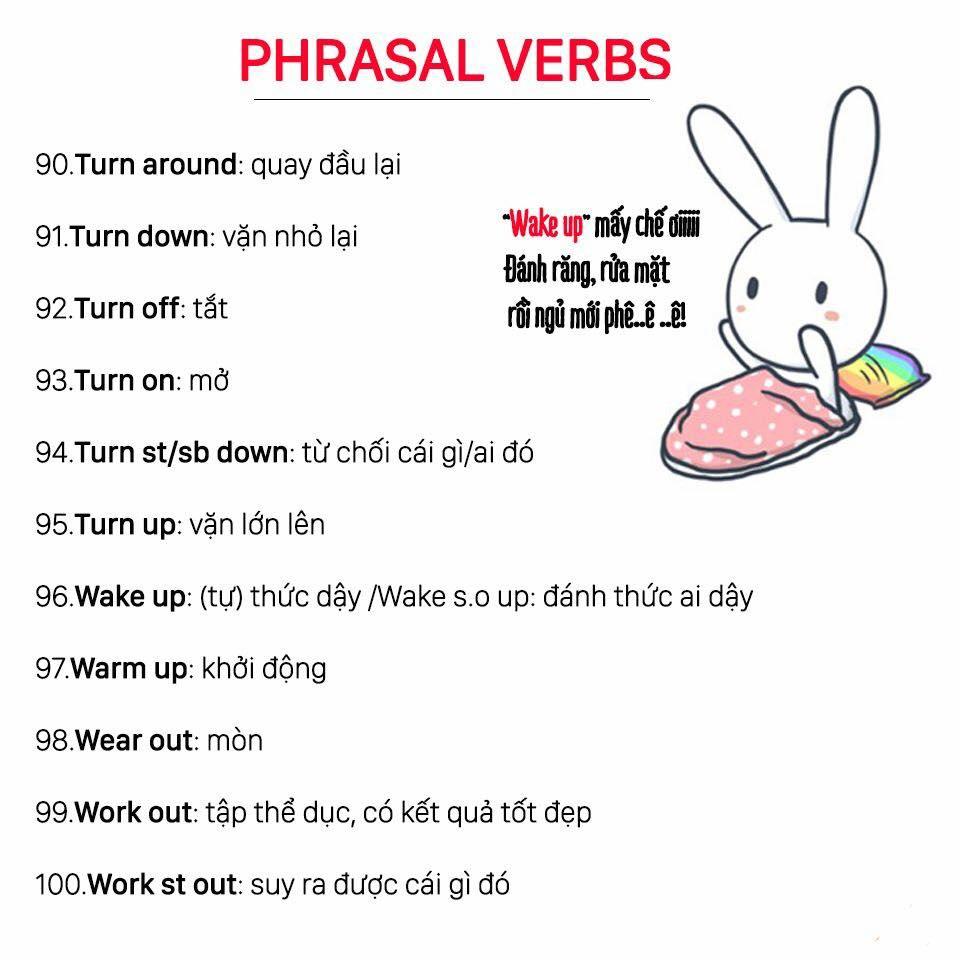 PHRASAL VERBS
90.Turn around: quay đầu lại
91.Turn down: vặn nhỏ lại
92.Turn off: tắt
93.Turn on: mở
94.Turn st/sb down: từ chối cái gì/ai đó
95.Turn up: vặn lớn lên
96.Wake up: (tự) thức dậy /Wake s.o up: đánh thức ai dậy
97.Warm up: khởi động
98.Wear out: mòn
99.Work out: tập thể dục, có kết quả tốt đẹp
100.Work st out: suy ra được cái gì đó
"Wake up" mấy chế ơiiiiii
Đánh răng, rửa mặt
rồi ngủ mới phê..ê ..ê!